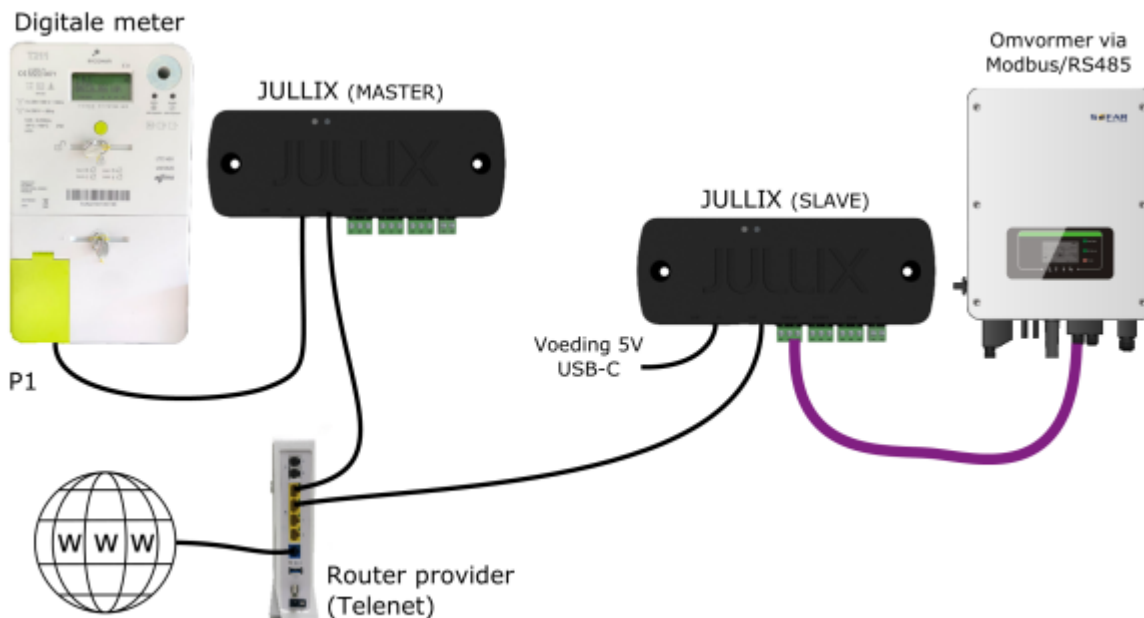 Digitale meter
JULLIX (MASTER)
JULLIX
Omvormer via
Modbus/RS485
SOFAR
JULLIX (SLAVE)
JULLIX
Voeding 5V
USB-C
P1
W W W
Router provider
(Telenet)